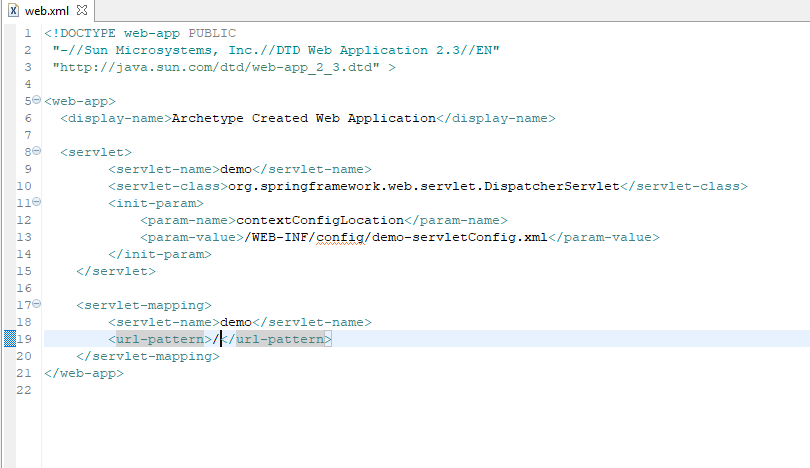 web.xml
1 <!DOCTYPE web-app PUBLIC
2 "-//Sun Microsystems, Inc.//DTD Web Application 2.3//EN"
3 "http://java.sun.com/dtd/web-app_2_3.dtd" >
4
5 <web-app>
6 <display-name>Archetype Created Web Application</display-name>
7
8 <servlet>
9 <servlet-name>demo</servlet-name>
10 <servlet-class>org.springframework.web.servlet.DispatcherServlet</servlet-class>
11 <init-param>
12 <param-name>contextConfigLocation</param-name>
13 <param-value>/WEB-INF/config/demo-servletConfig.xml</param-value>
14 </init-param>
15 </servlet>
16
17 <servlet-mapping>
18 <servlet-name>demo</servlet-name>
19 <url-pattern>/</url-pattern>
20 </servlet-mapping>
21 </web-app>
22